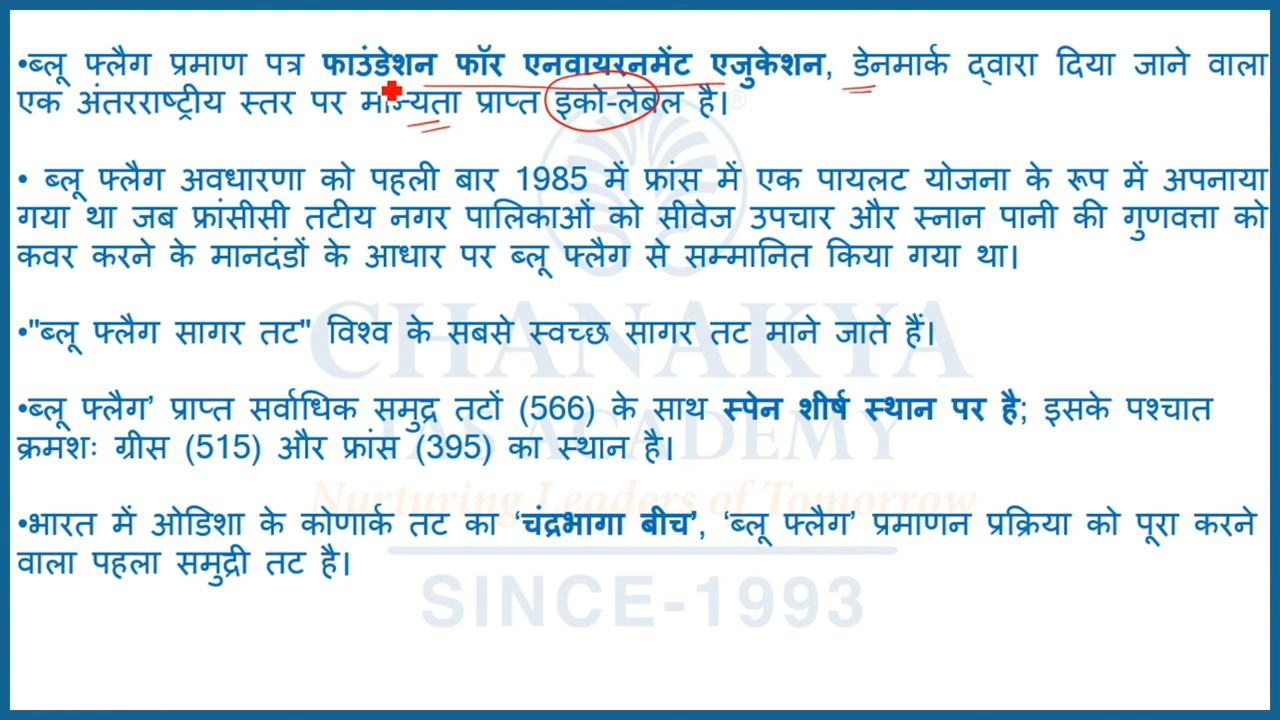 •ब्लू फ्लैग प्रमाण पत्र फाउंडेशन फॉर एनवायरनमेंट एजुकेशन, डेनमार्क द्वारा दिया जाने वाला
एक अंतरराष्ट्रीय स्तर पर मान्यता प्राप्त इको-लेबल है।
• ब्लू फ्लैग अवधारणा को पहली बार 1985 में फ्रांस में एक पायलट योजना के रूप में अपनाया
गया था जब फ्रांसीसी तटीय नगर पालिकाओं को सीवेज उपचार और स्नान पानी की गुणवत्ता को
कवर करने के मानदंडों के आधार पर ब्लू फ्लैग से सम्मानित किया गया था।
•"ब्लू फ्लैग सागर तट" विश्व के सबसे स्वच्छ सागर तट माने जाते हैं।
•ब्लू फ्लैग’ प्राप्त सर्वाधिक समुद्र तटों (566) के साथ स्पेन शीर्ष स्थान पर है; इसके पश्चात
क्रमशः ग्रीस (515) और फ्रांस (395) का स्थान है।
•भारत में ओडिशा के कोणार्क तट का ‘चंद्रभागा बीच’, ‘ब्लू फ्लैग’ प्रमाणन प्रक्रिया को पूरा करने
वाला पहला समुद्री तट है।
®
CHANAKYA
IAS ACADEMY
Nurturing Leaders of Tomorrow
SINCE-1993